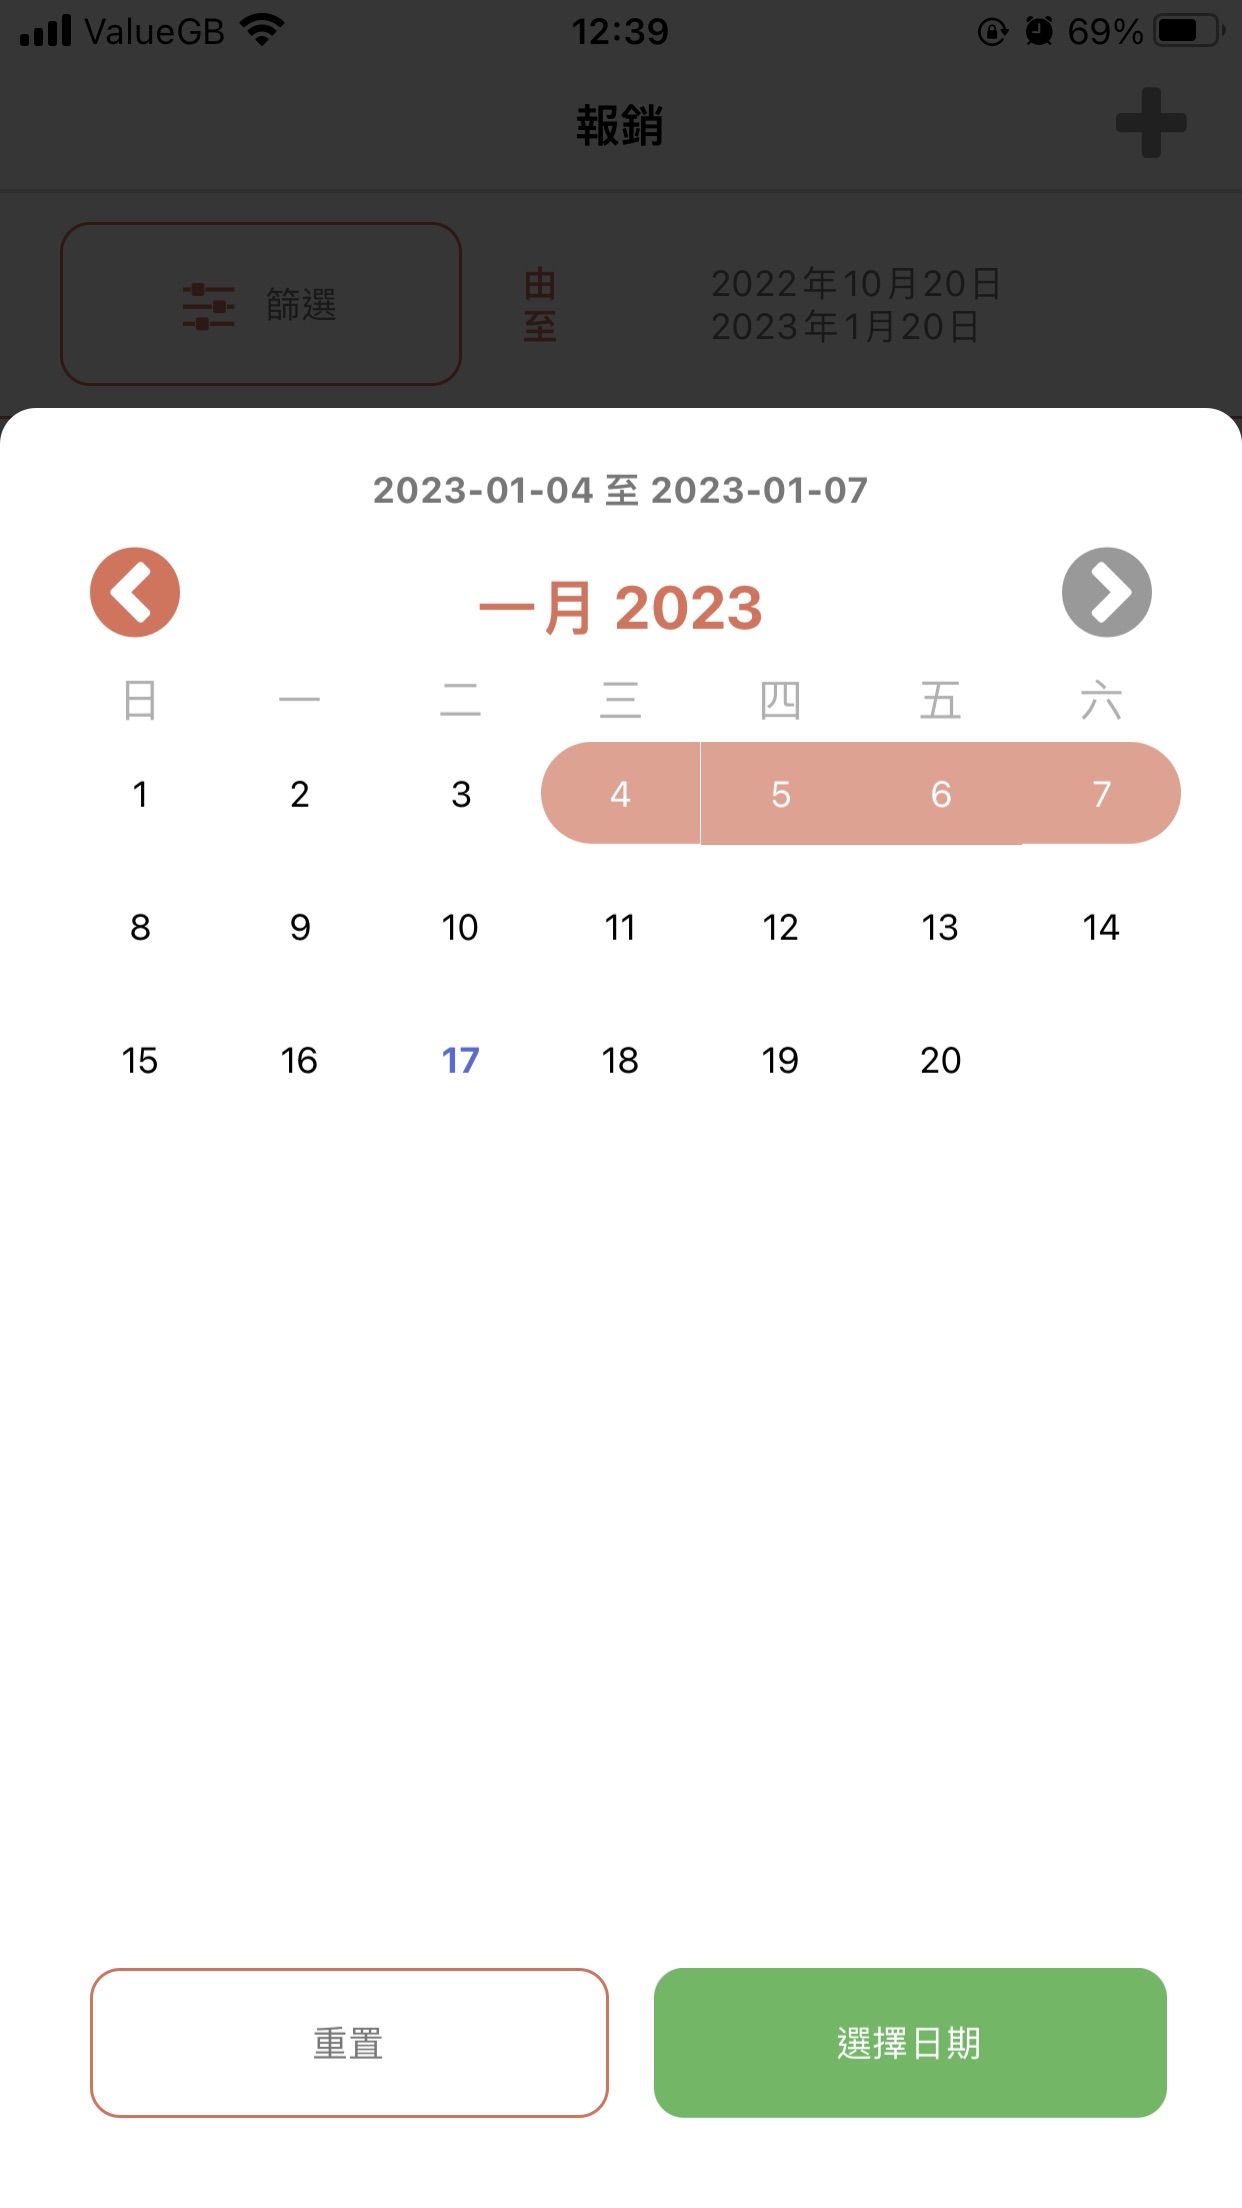 ValueGB 12:39 69%
報銷
篩選
由 2022年10月20日
至 2023年1月20日
2023-01-04 至 2023-01-07
一月 2023
日 一 二 三 四 五 六
1 2 3 4 5 6 7
8 9 10 11 12 13 14
15 16 17 18 19 20
重置 選擇日期